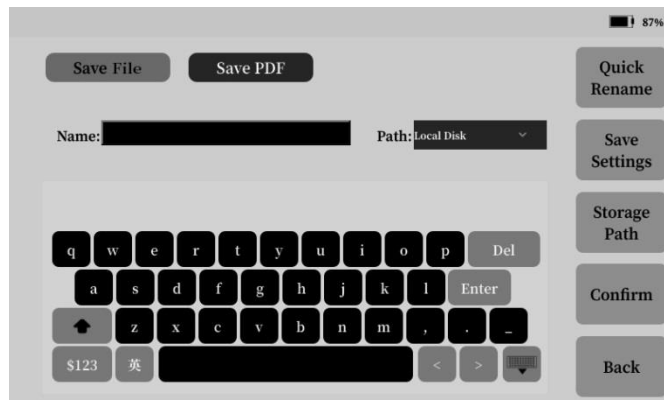 87%
Save File Save PDF
Quick
Rename
Name: Path: Local Disk
Save
Settings
Storage
Path
q w e r t y u i o p Del
a s d f g h j k l Enter
Confirm
z x c v b n m , . _
$123 英 < >
Back